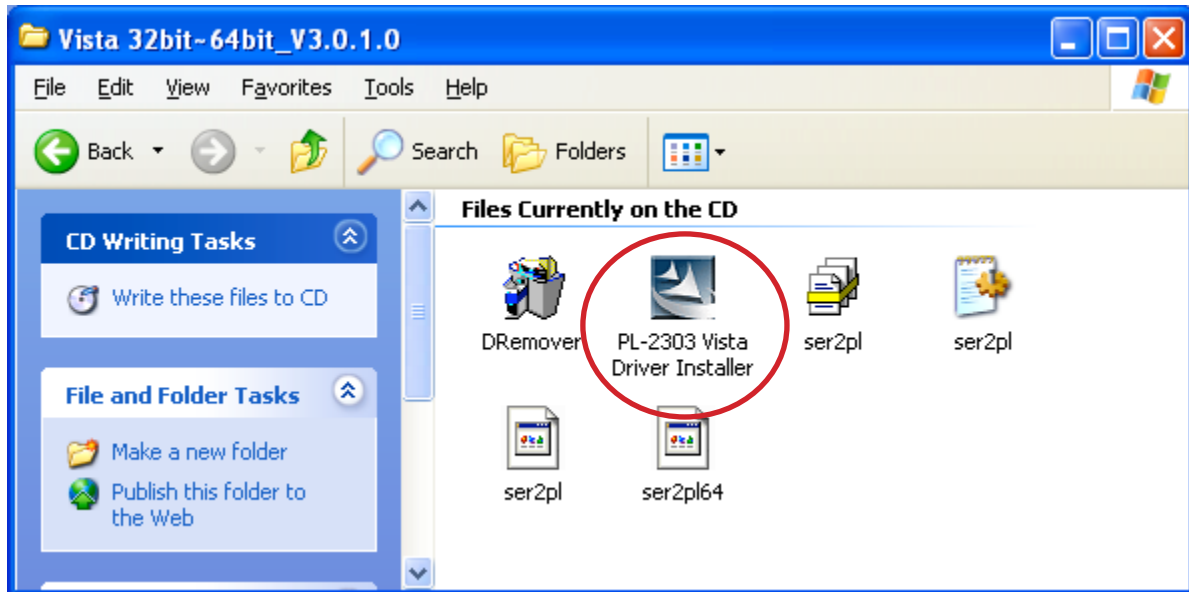 Vista 32bit~64bit_V3.0.1.0
File Edit View Favorites Tools Help
Back Search Folders
CD Writing Tasks
Write these files to CD
File and Folder Tasks
Make a new folder
Publish this folder to
the Web
Files Currently on the CD
DRemover
PL-2303 Vista
Driver Installer
ser2pl
ser2pl
ser2pl
ser2pl64